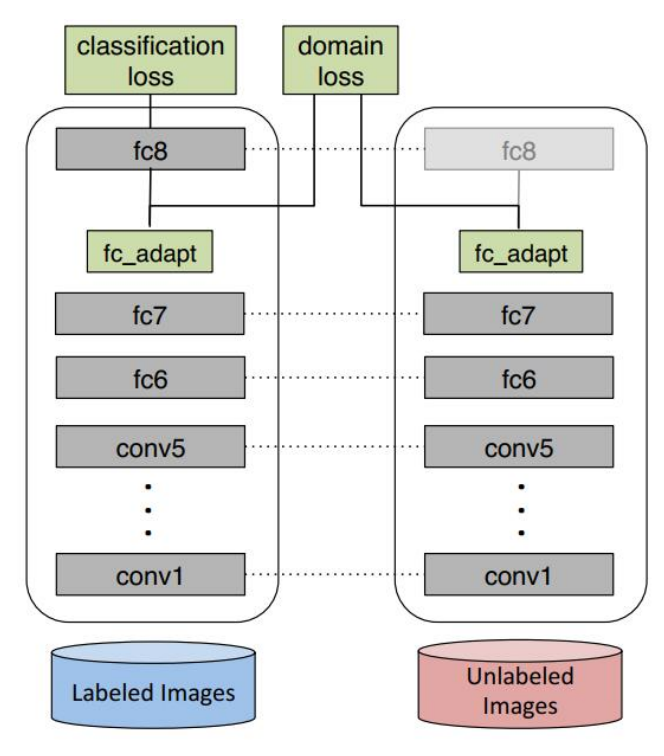 classification
loss
domain
loss
fc8
fc8
fc_adapt
fc_adapt
fc7
fc7
fc6
fc6
conv5
conv5
conv1
conv1
Labeled Images
Unlabeled
Images